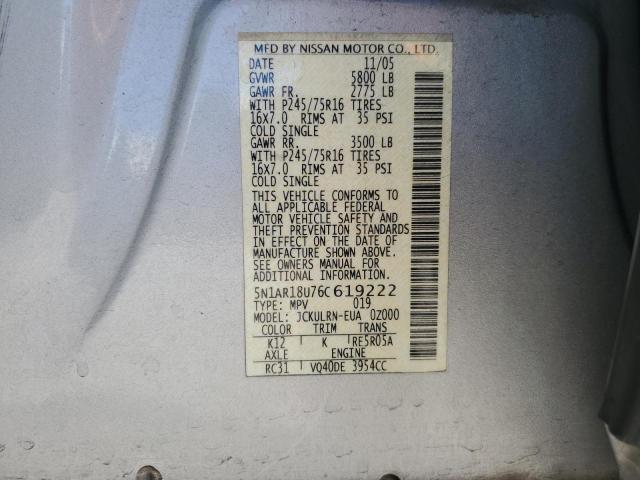 MFD BY NISSAN MOTOR CO., LTD.
DATE 11/05
GVWR 5800 LB
GAWR FR. 2775 LB
WITH P245/75R16 TIRES
16X7.0 RIMS AT 35 PSI
COLD SINGLE
GAWR RR. 3500 LB
WITH P245/75R16 TIRES
16X7.0 RIMS AT 35 PSI
COLD SINGLE
THIS VEHICLE CONFORMS TO
ALL APPLICABLE FEDERAL
MOTOR VEHICLE SAFETY AND
THEFT PREVENTION STANDARDS
IN EFFECT ON THE DATE OF
MANUFACTURE SHOWN ABOVE.
SEE OWNERS MANUAL FOR
ADDITIONAL INFORMATION.
5N1AR18U76C619222
TYPE: MPV 019
MODEL: JCKULRN-EUA 0Z000
COLOR TRIM TRANS
K12 K RE5R05A
AXLE ENGINE
RC31 VQ40DE 3954CC